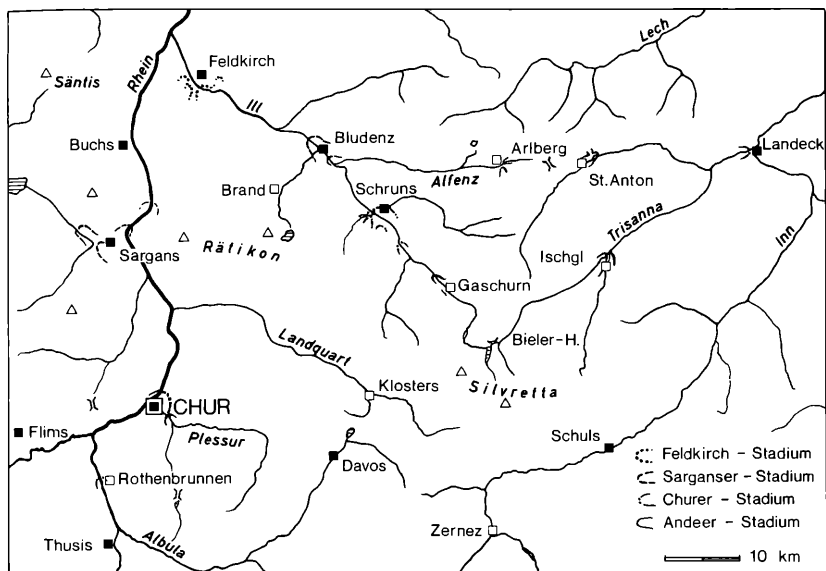 Lech
Säntis
Rhein
Feldkirch
Ill
Buchs
Bludenz
Arlberg
Landeck
Alfenz
St.Anton
Brand
Schruns
Trisanna
Inn
Sargans
Rätikon
Ischgl
Gaschurn
Bieler-H.
Landquart
Silvretta
Klosters
CHUR
Flims
Plessur
Schuls
Davos
Rothenbrunnen
Zernez
Thusis
Albula
Feldkirch - Stadium
Sarganser - Stadium
Churer - Stadium
Andeer - Stadium
10 km